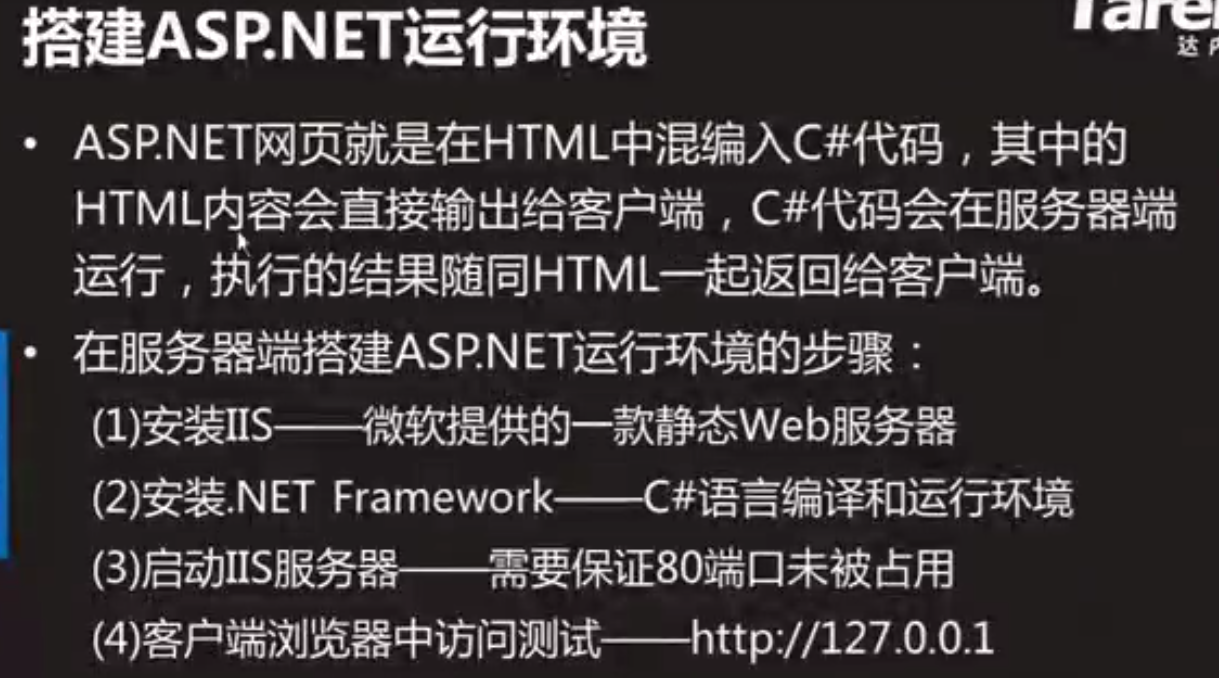 搭建ASP.NET运行环境
达
• ASP.NET网页就是在HTML中混编入C#代码，其中的
HTML内容会直接输出给客户端，C#代码会在服务器端
运行，执行的结果随同HTML一起返回给客户端。
• 在服务器端搭建ASP.NET运行环境的步骤：
(1)安装IIS——微软提供的一款静态Web服务器
(2)安装.NET Framework——C#语言编译和运行环境
(3)启动IIS服务器——需要保证80端口未被占用
(4)客户端浏览器中访问测试——http://127.0.0.1